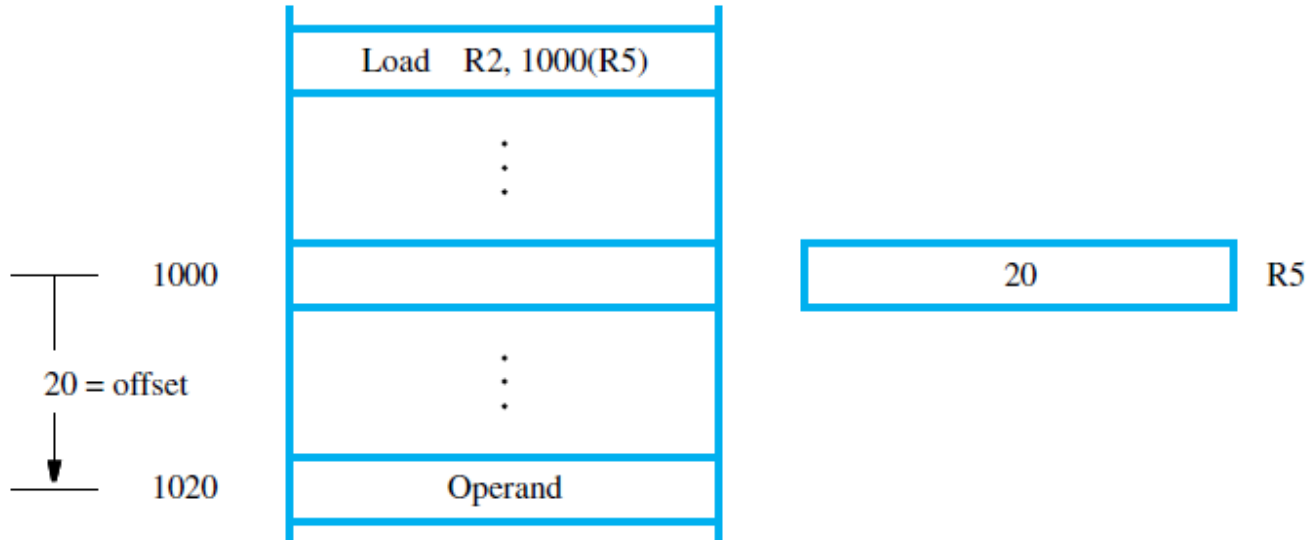 Load R2, 1000(R5)
1000
20
R5
20 = offset
1020
Operand